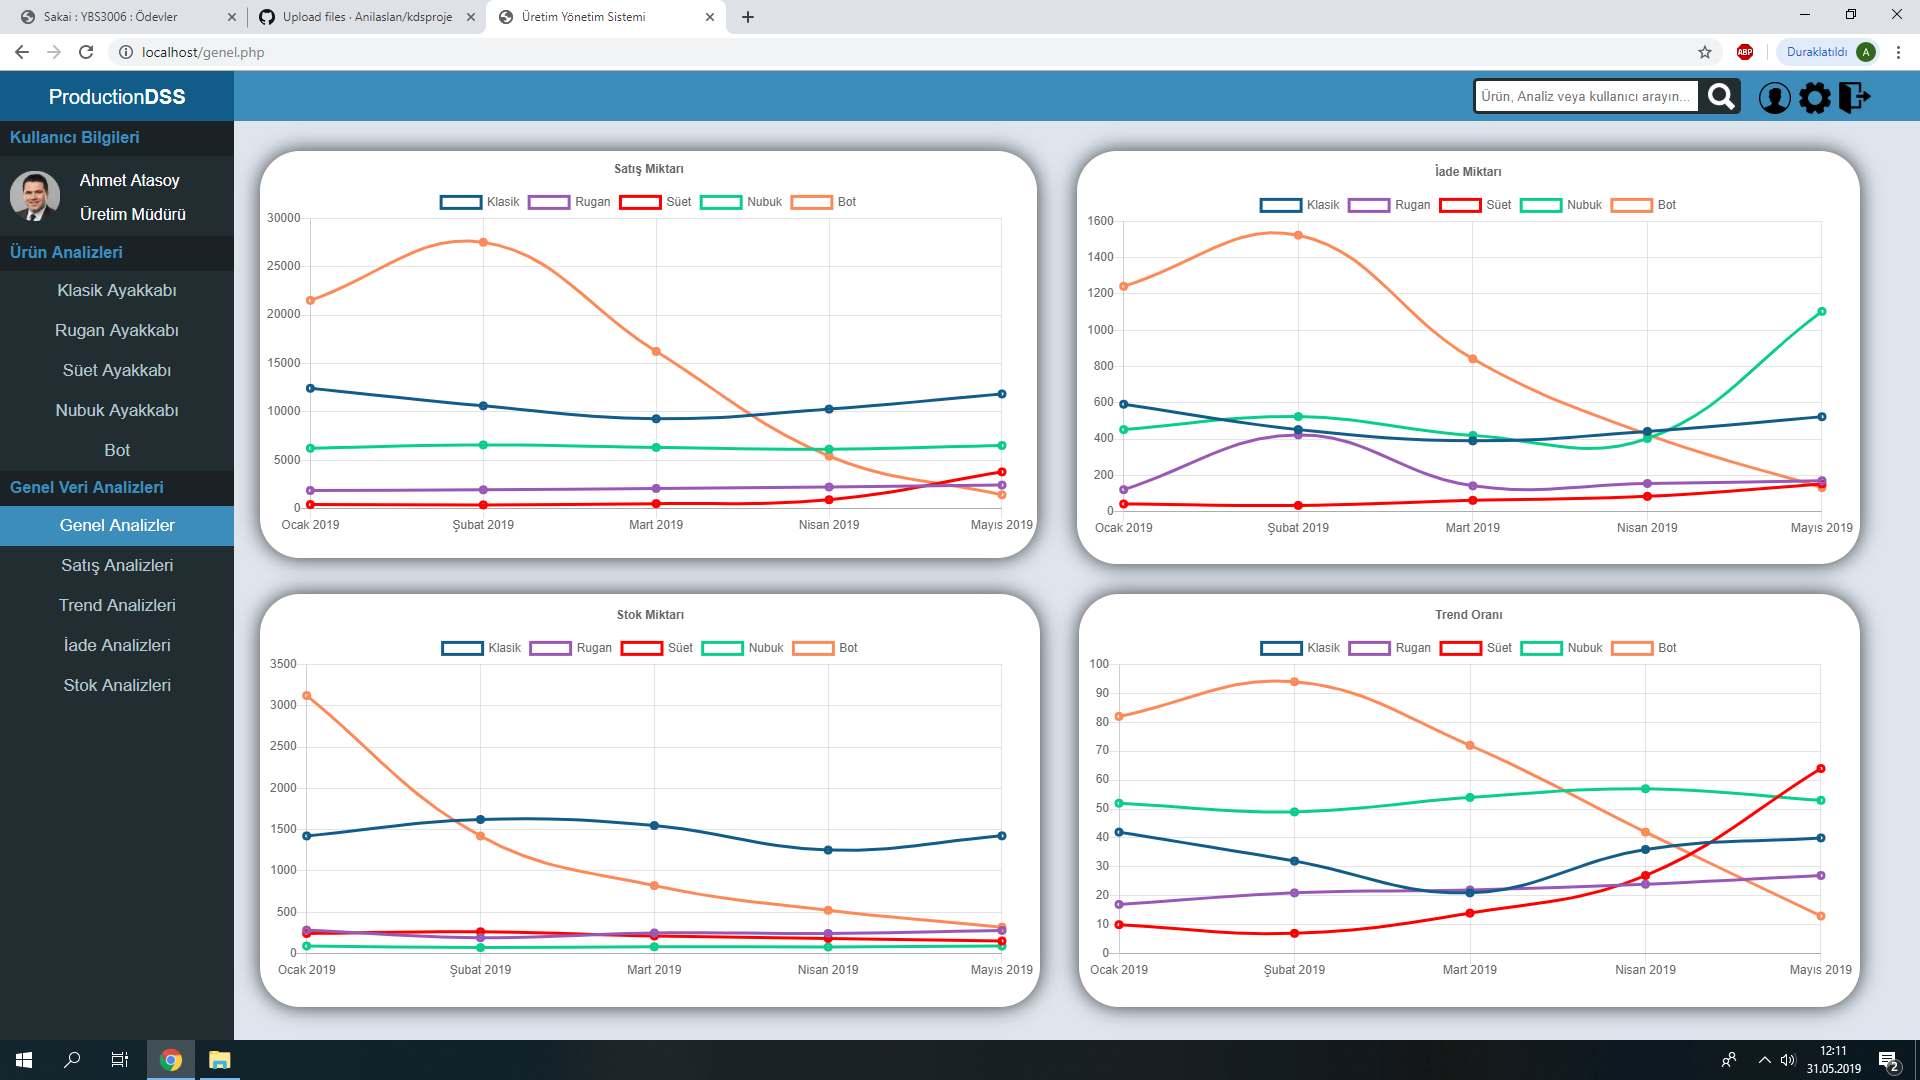 Sakai : YBS3006 : Ödevler
Upload files · Anilaslan/kdsproje
Üretim Yönetim Sistemi
localhost/genel.php
ABP
Duraklatıldı
A
ProductionDSS
Ürün, Analiz veya kullanıcı arayın...
Kullanıcı Bilgileri
Ahmet Atasoy
Üretim Müdürü
Ürün Analizleri
Klasik Ayakkabı
Rugan Ayakkabı
Süet Ayakkabı
Nubuk Ayakkabı
Bot
Genel Veri Analizleri
Genel Analizler
Satış Analizleri
Trend Analizleri
İade Analizleri
Stok Analizleri
Satış Miktarı
Klasik Rugan Süet Nubuk Bot
30000
25000
20000
15000
10000
5000
0
Ocak 2019 Şubat 2019 Mart 2019 Nisan 2019 Mayıs 2019
İade Miktarı
Klasik Rugan Süet Nubuk Bot
1600
1400
1200
1000
800
600
400
200
0
Ocak 2019 Şubat 2019 Mart 2019 Nisan 2019 Mayıs 2019
Stok Miktarı
Klasik Rugan Süet Nubuk Bot
3500
3000
2500
2000
1500
1000
500
0
Ocak 2019 Şubat 2019 Mart 2019 Nisan 2019 Mayıs 2019
Trend Oranı
Klasik Rugan Süet Nubuk Bot
100
90
80
70
60
50
40
30
20
10
0
Ocak 2019 Şubat 2019 Mart 2019 Nisan 2019 Mayıs 2019
12:11
31.05.2019
2